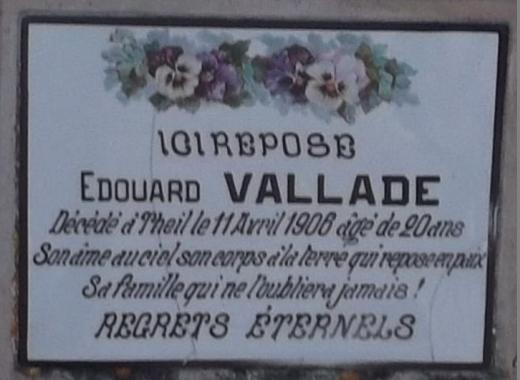 ICI REPOSE
EDOUARD VALLADE
Décédé à Theil le 11 Avril 1906 âgé de 20 ans
Son âme au ciel son corps à la terre qui repose en paix
Sa famille qui ne l'oubliera jamais !
REGRETS ÉTERNELS